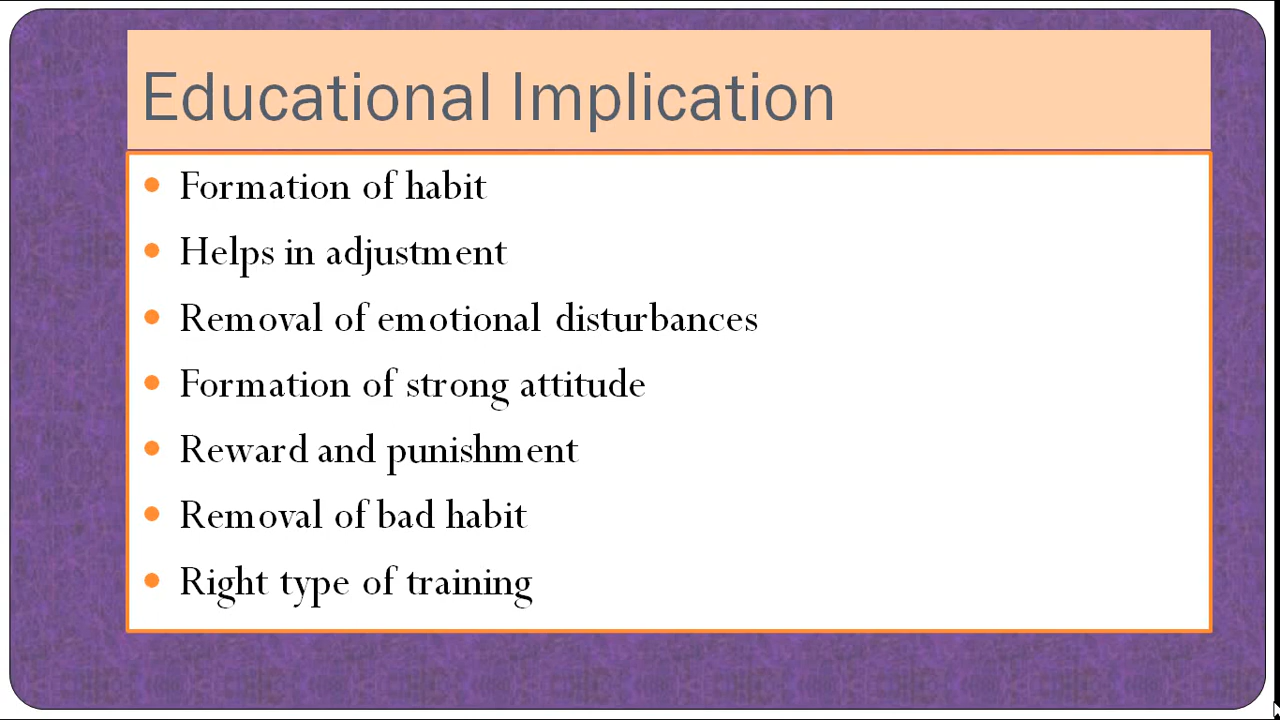 Educational Implication
• Formation of habit
• Helps in adjustment
• Removal of emotional disturbances
• Formation of strong attitude
• Reward and punishment
• Removal of bad habit
• Right type of training